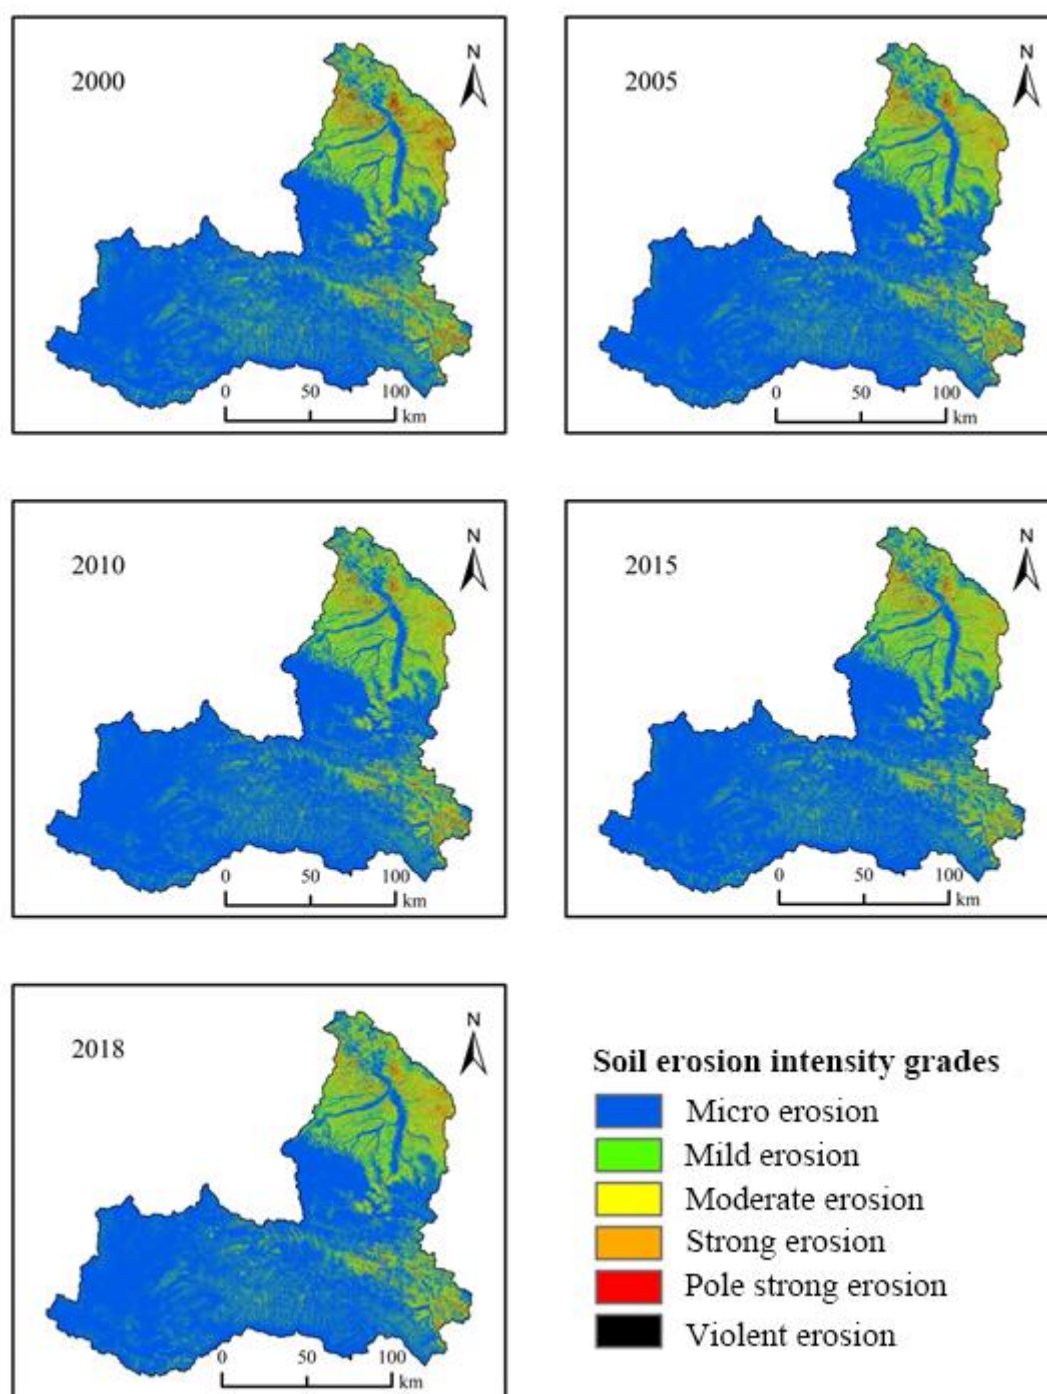 2000
N
0 50 100
km
2005
N
0 50 100
km
2010
N
0 50 100
km
2015
N
0 50 100
km
2018
N
0 50 100
km
Soil erosion intensity grades
Micro erosion
Mild erosion
Moderate erosion
Strong erosion
Pole strong erosion
Violent erosion